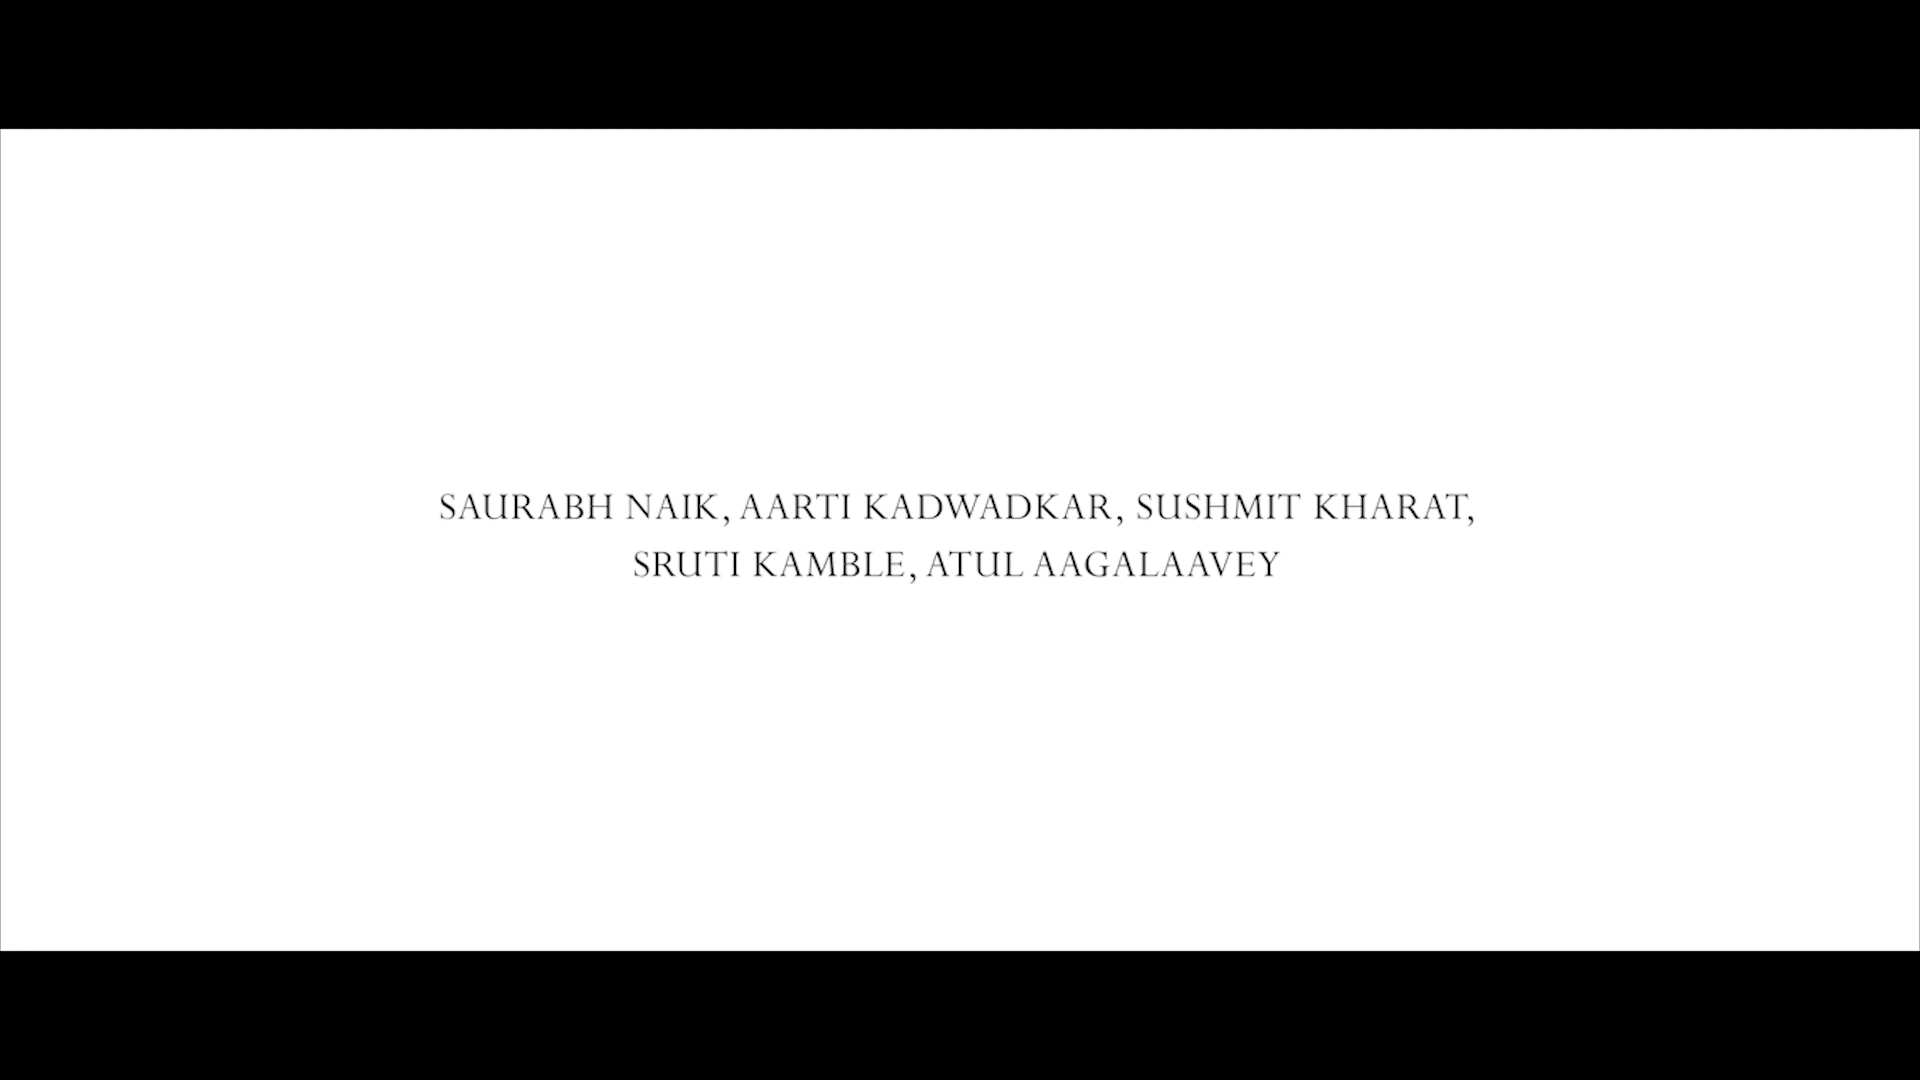 SAURABH NAIK, AARTI KADWADKAR, SUSHMIT KHARAT,
SRUTI KAMBLE, ATUL AAGALAAVEY